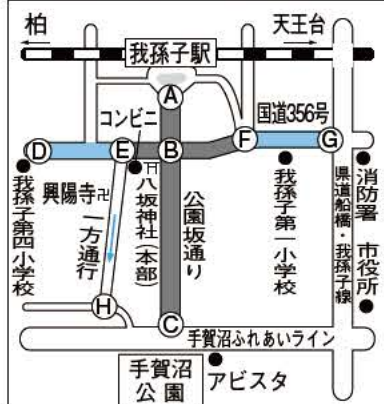 柏
天王台
我孫子駅
A
コンビニ
国道356号
D
E
B
F
G
我孫子第四小学校
興陽寺卍
一方通行
八坂神社(本部)
公園坂通り
我孫子第一小学校
県道船橋・我孫子線
消防署
市役所
H
C
手賀沼ふれあいライン
手賀沼
公園
アビスタ